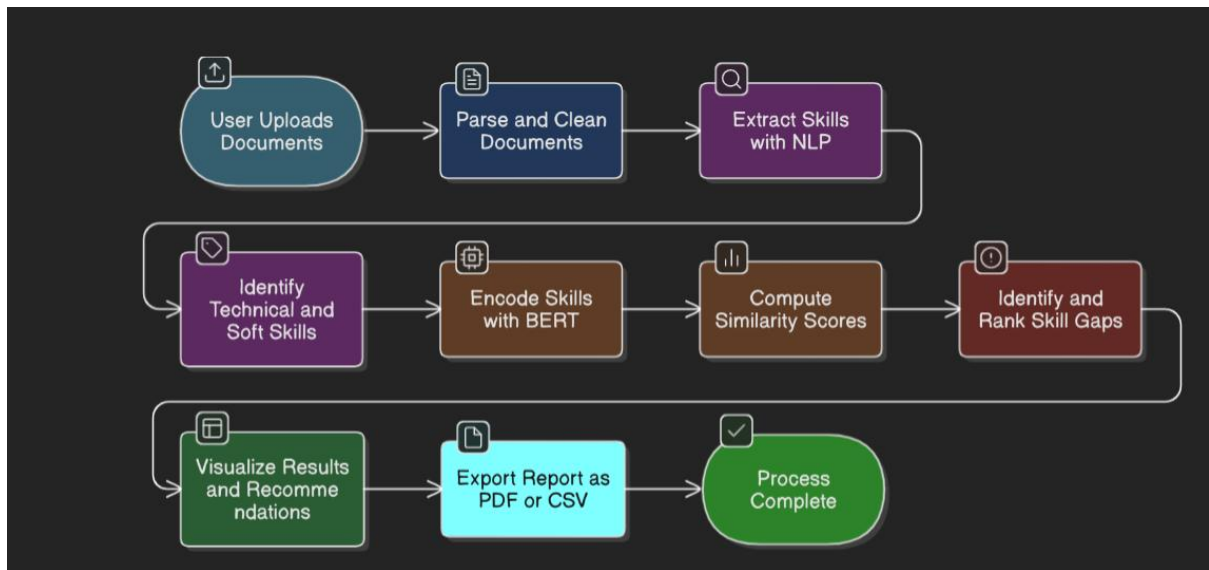 User Uploads
Documents
Parse and Clean
Documents
Extract Skills
with NLP
Identify
Technical and
Soft Skills
Encode Skills
with BERT
Compute
Similarity Scores
Identify and
Rank Skill Gaps
Visualize Results
and Recomme
ndations
Export Report as
PDF or CSV
Process
Complete